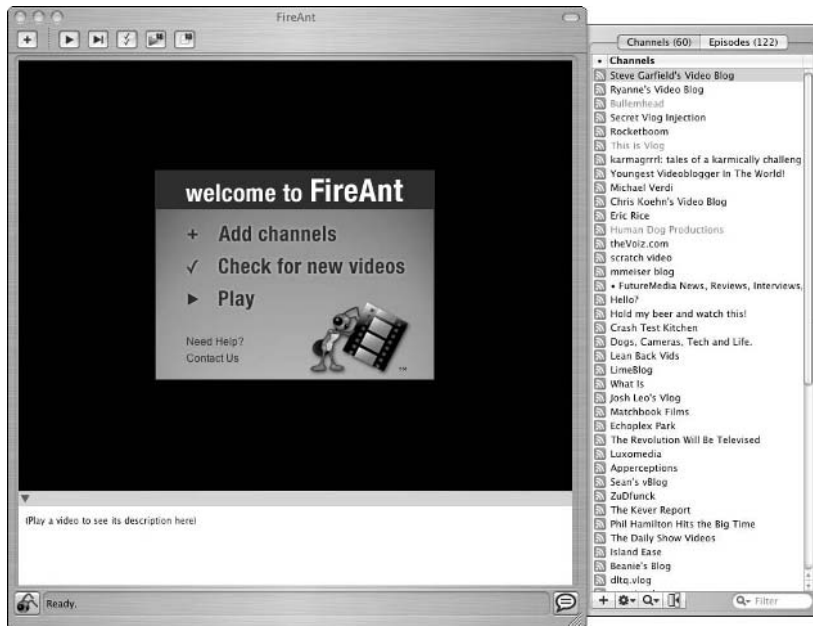 FireAnt
welcome to FireAnt
+ Add channels
✓ Check for new videos
▶ Play
Need Help?
Contact Us
TM
(Play a video to see its description here)
Ready.
Channels (60) Episodes (122)
• Channels
Steve Garfield's Video Blog
Ryanne's Video Blog
Bullemhead
Secret Vlog Injection
Rocketboom
This is Vlog
karmagrrrl: tales of a karmically challeng
Youngest Videoblogger In The World!
Michael Verdi
Chris Koehn's Video Blog
Eric Rice
Human Dog Productions
theVoiz.com
scratch video
mmeiser blog
• FutureMedia News, Reviews, Interviews,
Hello?
Hold my beer and watch this!
Crash Test Kitchen
Dogs, Cameras, Tech and Life.
Lean Back Vids
LimeBlog
What Is
Josh Leo's Vlog
Matchbook Films
Echoplex Park
The Revolution Will Be Televised
Luxomedia
Apperceptions
Sean's vBlog
ZuDfunck
The Kever Report
Phil Hamilton Hits the Big Time
The Daily Show Videos
Island Ease
Beanie's Blog
dltq.vlog
Filter